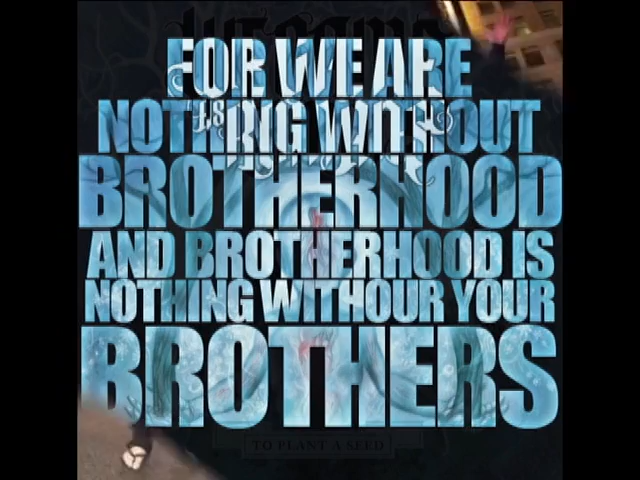 FOR WE ARE
NOTHING WITHOUT
BROTHERHOOD
AND BROTHERHOOD IS
NOTHING WITHOUR YOUR
BROTHERS
TO PLANT A SEED